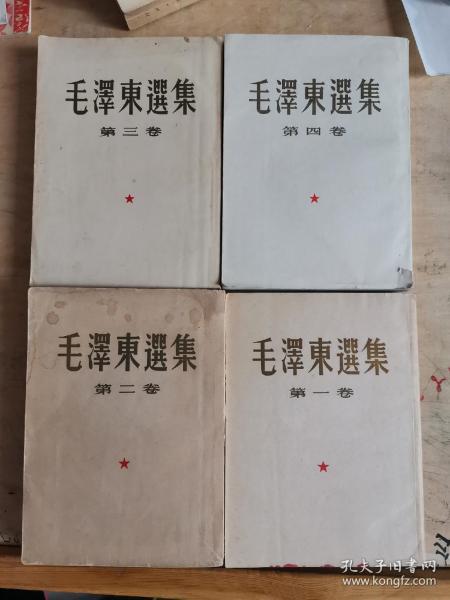 毛澤東選集
第三卷
毛澤東選集
第四卷
毛澤東選集
第二卷
毛澤東選集
第一卷
孔夫子旧书网
www.kongfz.com